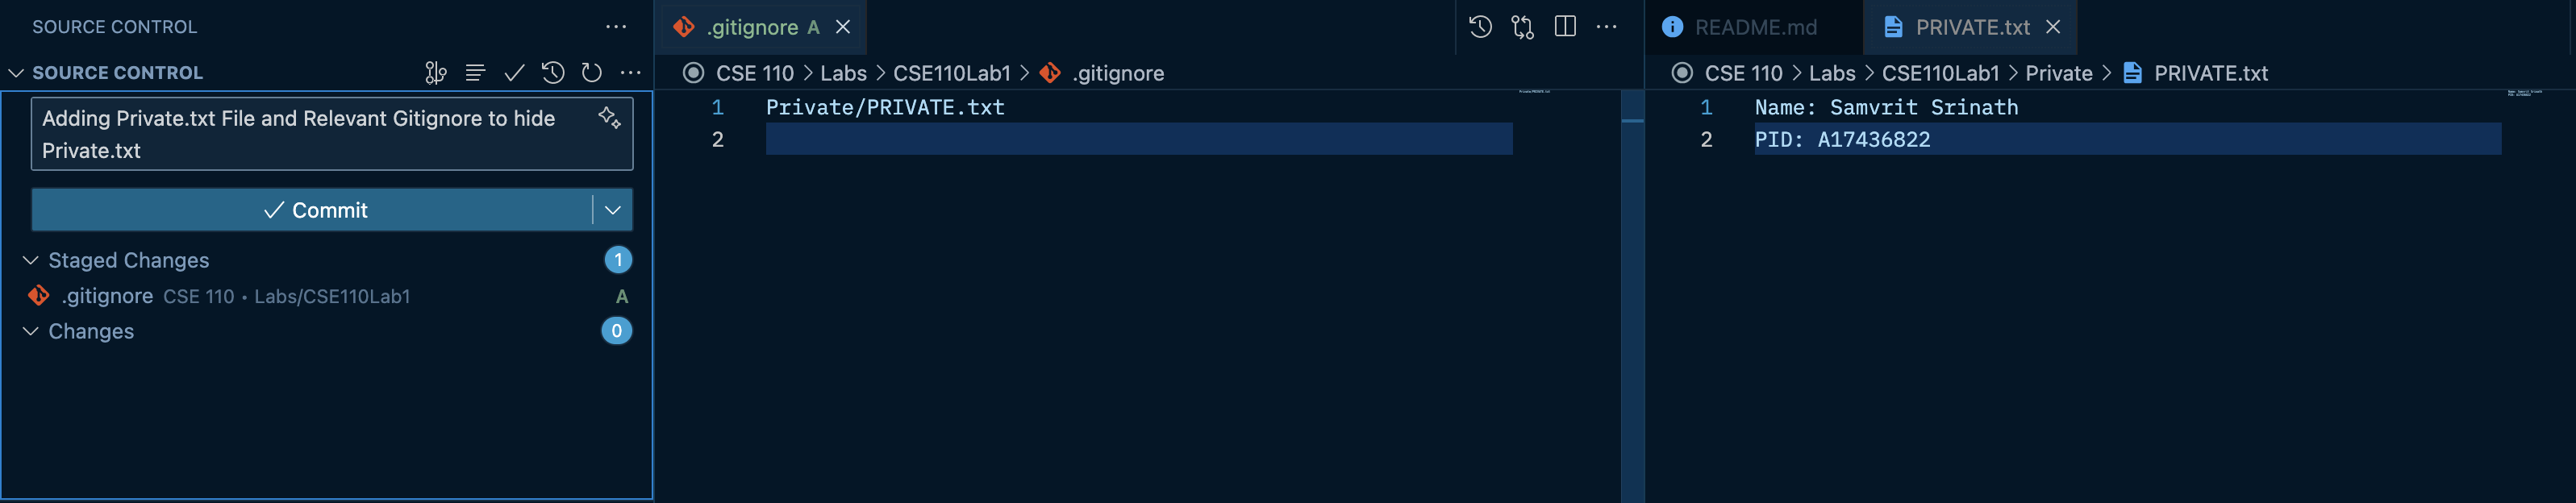 SOURCE CONTROL
SOURCE CONTROL
Adding Private.txt File and Relevant Gitignore to hide
Private.txt
Commit
Staged Changes 1
.gitignore CSE 110 • Labs/CSE110Lab1 A
Changes 0
.gitignore A
CSE 110 > Labs > CSE110Lab1 > .gitignore
1 Private/PRIVATE.txt
2
README.md PRIVATE.txt
CSE 110 > Labs > CSE110Lab1 > Private > PRIVATE.txt
1 Name: Samvrit Srinath
2 PID: A17436822